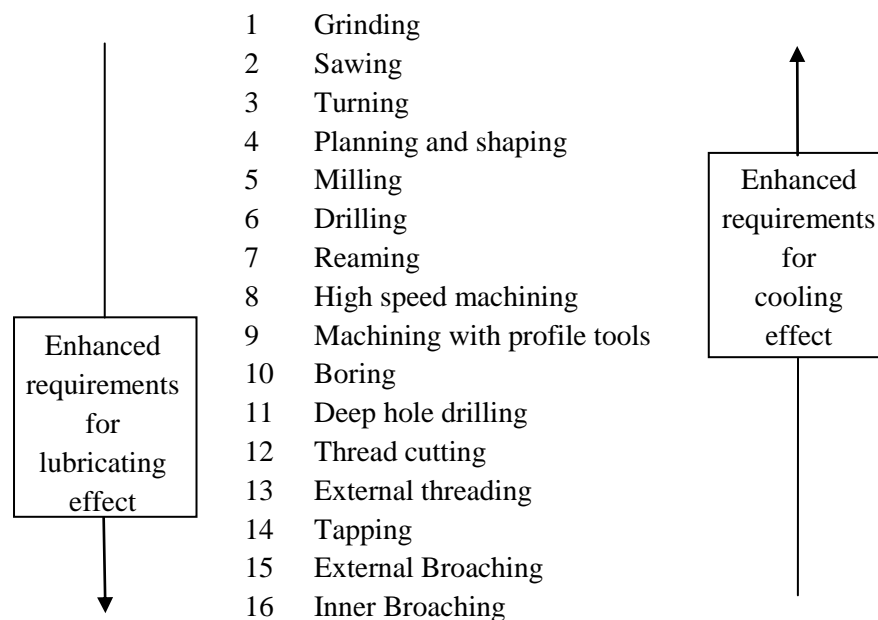 1 Grinding
2 Sawing
3 Turning
4 Planning and shaping
5 Milling
6 Drilling
7 Reaming
8 High speed machining
9 Machining with profile tools
10 Boring
11 Deep hole drilling
12 Thread cutting
13 External threading
14 Tapping
15 External Broaching
16 Inner Broaching
Enhanced
requirements
for
lubricating
effect
Enhanced
requirements
for
cooling
effect